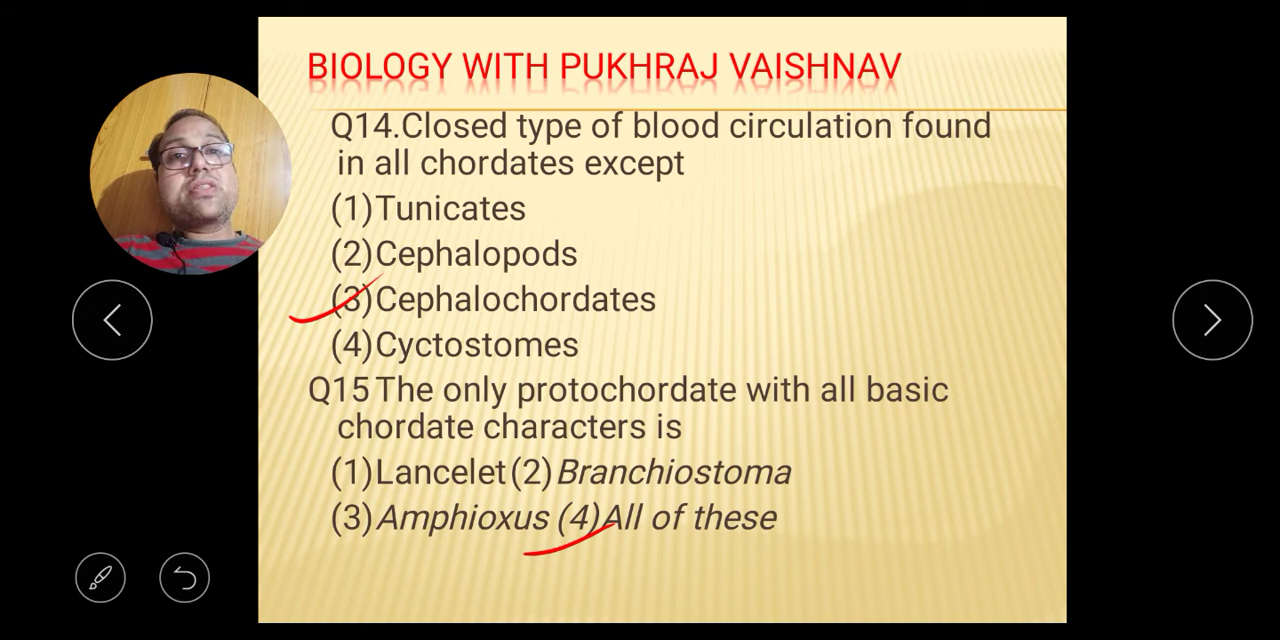 BIOLOGY WITH PUKHRAJ VAISHNAV
Q14.Closed type of blood circulation found
in all chordates except
(1)Tunicates
(2)Cephalopods
(3)Cephalochordates
(4)Cyctostomes
Q15 The only protochordate with all basic
chordate characters is
(1)Lancelet (2)Branchiostoma
(3)Amphioxus (4)All of these